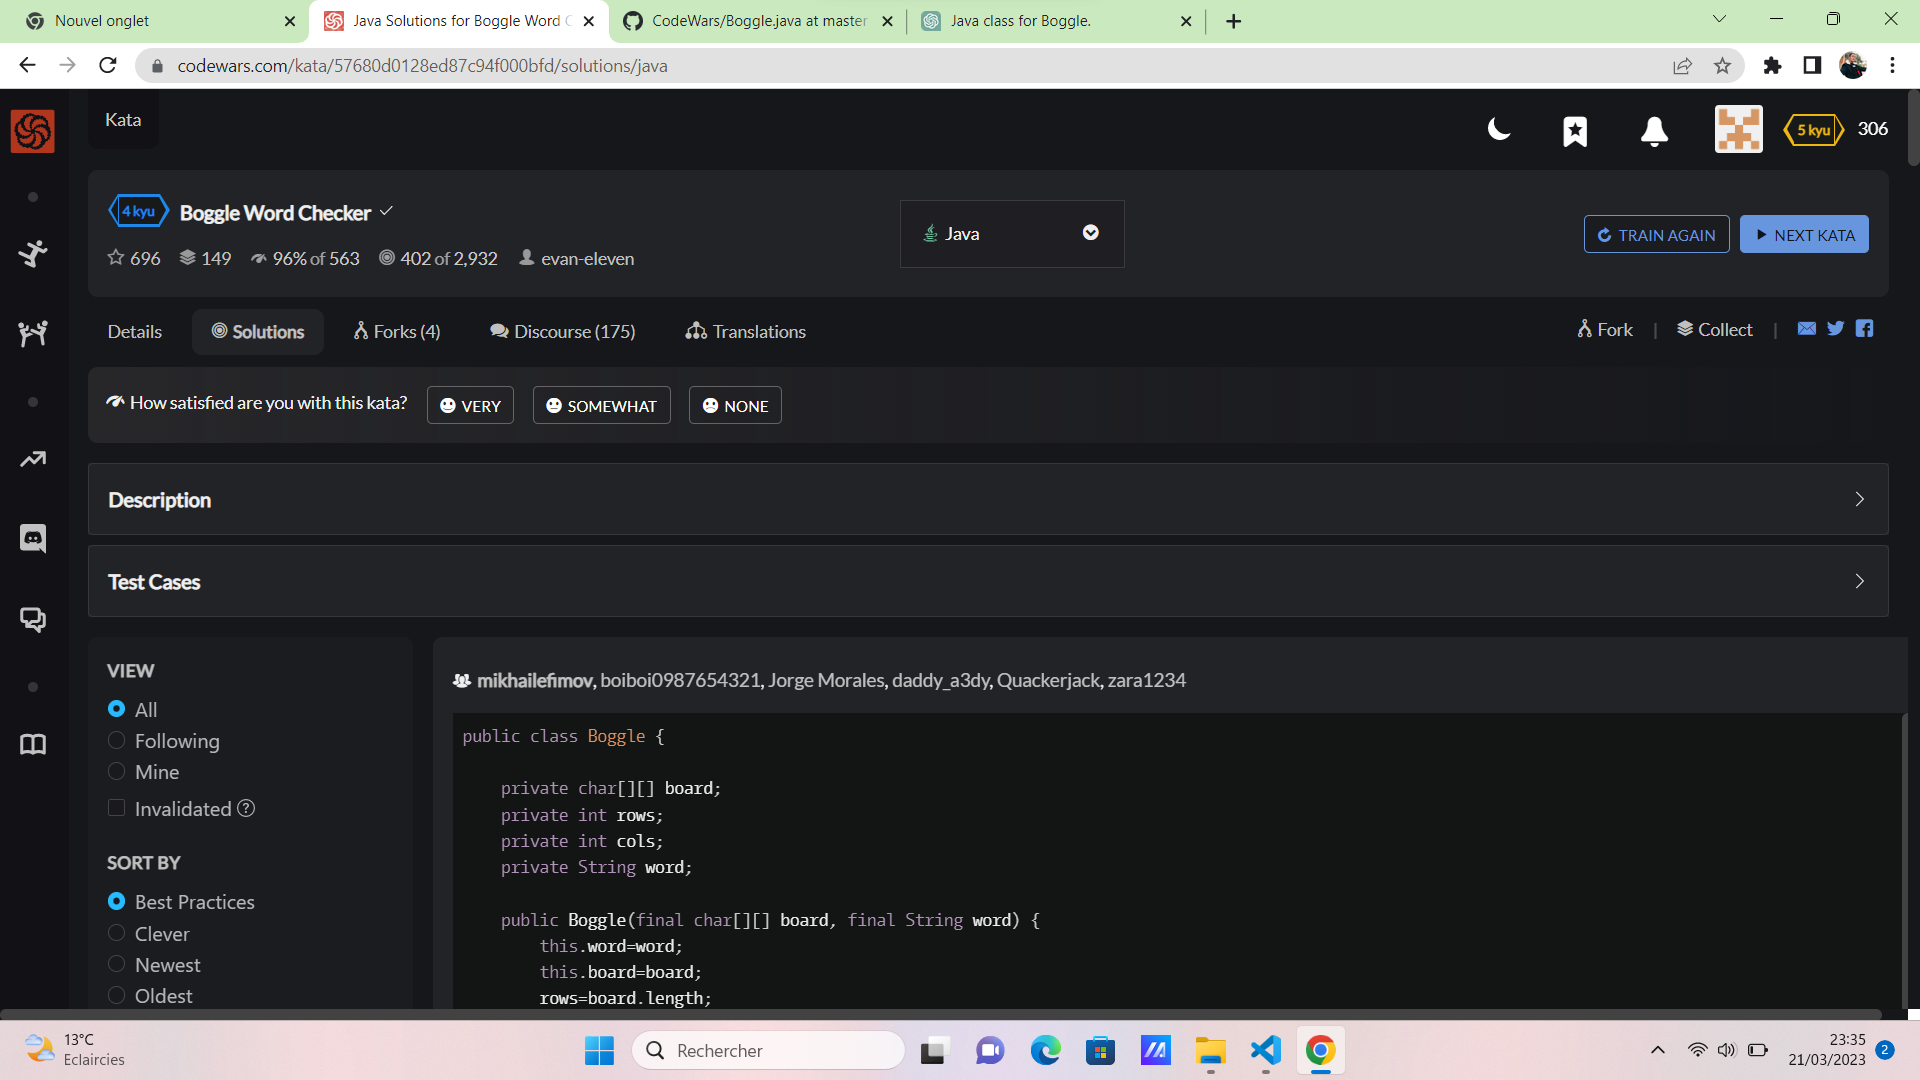 Nouvel onglet
Java Solutions for Boggle Word C
CodeWars/Boggle.java at master
Java class for Boggle.
codewars.com/kata/57680d0128ed87c94f000bfd/solutions/java
Kata
5 kyu 306
4 kyu Boggle Word Checker
696 149 96% of 563 402 of 2,932 evan-eleven
Java
TRAIN AGAIN
NEXT KATA
Details Solutions Forks (4) Discourse (175) Translations
Fork | Collect |
How satisfied are you with this kata? VERY SOMEWHAT NONE
Description
Test Cases
VIEW
All
Following
Mine
Invalidated
SORT BY
Best Practices
Clever
Newest
Oldest
mikhailefimov, boiboi0987654321, Jorge Morales, daddy_a3dy, Quackerjack, zara1234
public class Boggle {
private char[][] board;
private int rows;
private int cols;
private String word;
public Boggle(final char[][] board, final String word) {
this.word=word;
this.board=board;
rows=board.length;
13°C
Eclaircies
Rechercher
23:35
21/03/2023
2